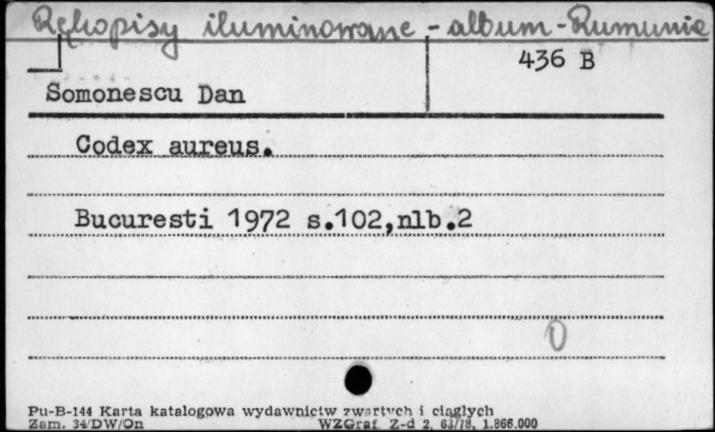 Rękopisy iluminowane - album - Rumunia
436 B
Somonescu Dan
Codex aureus.
Bucuresti 1972 s.102,nlb.2
0
Pu-B-144 Karta katalogowa wydawnictw zwartych i ciągłych
Zam. 34/DW/On WZGraf. Z-d 2, 63/78, 1.866.000